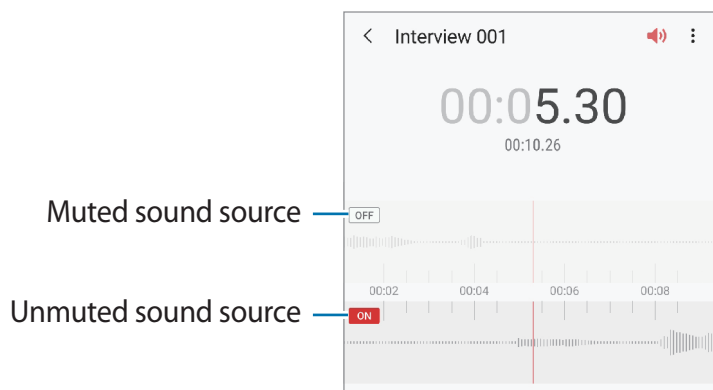 Interview 001
00:05.30
00:10.26
Muted sound source
OFF
00:02 00:04 00:06 00:08
Unmuted sound source
ON